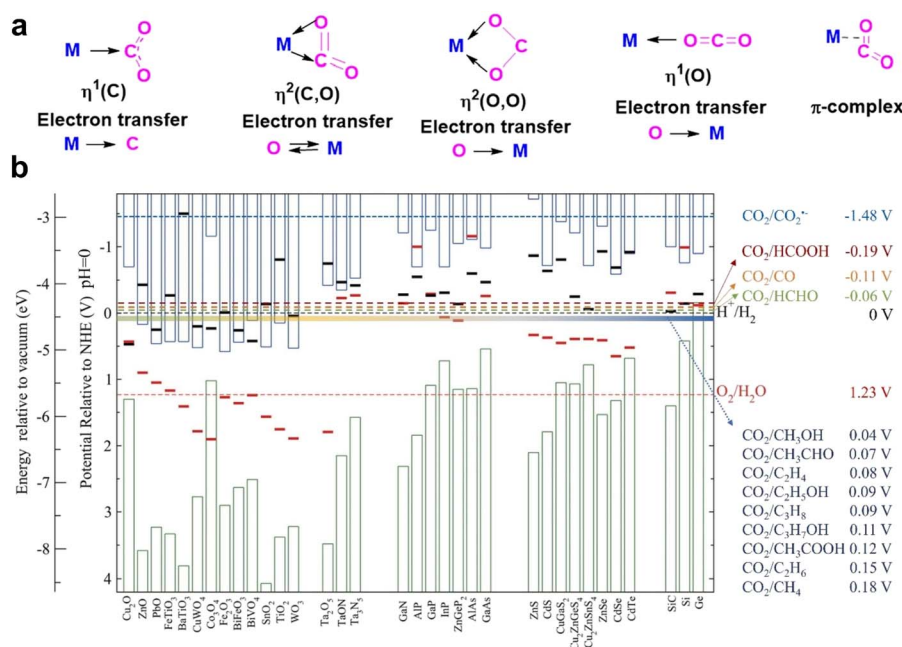 a
M C O O
η¹(C)
Electron transfer
M C
M O C O
η²(C,O)
Electron transfer
O M
M O C O
η²(O,O)
Electron transfer
O M
M O=C=O
η¹(O)
Electron transfer
O M
M O C O
π-complex
b
Energy relative to vacuum (eV)
-3
-4
-5
-6
-7
-8
Potential Relative to NHE (V) pH=0
-1
0
1
2
3
4
Cu₂O
ZnO
PbO
FeTiO₃
BaTiO₃
CuWO₄
Co₃O₄
Fe₂O₃
BiFeO₃
BiVO₄
SnO₂
TiO₂
WO₃
Ta₂O₅
TaON
Ta₃N₅
GaN
AlP
GaP
InP
ZnGeP₂
AlAs
GaAs
ZnS
CdS
CuGaS₂
Cu₂ZnGeS₄
Cu₂ZnSnS₄
ZnSe
CdSe
CdTe
SiC
Si
Ge
CO₂/CO₂•⁻ -1.48 V
CO₂/HCOOH -0.19 V
CO₂/CO -0.11 V
CO₂/HCHO -0.06 V
H⁺/H₂ 0 V
O₂/H₂O 1.23 V
CO₂/CH₃OH 0.04 V
CO₂/CH₃CHO 0.07 V
CO₂/C₂H₄ 0.08 V
CO₂/C₂H₅OH 0.09 V
CO₂/C₃H₈ 0.09 V
CO₂/C₃H₇OH 0.11 V
CO₂/CH₃COOH 0.12 V
CO₂/C₂H₆ 0.15 V
CO₂/CH₄ 0.18 V